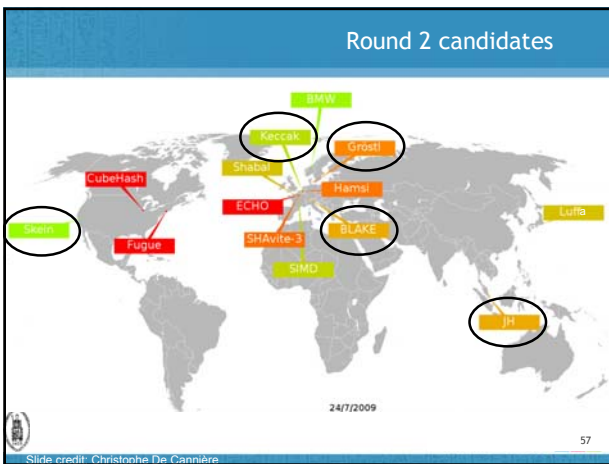 Round 2 candidates
BMW
Keccak
Grøstl
Shabal
CubeHash
Hamsi
ECHO
Luffa
Skein
BLAKE
Fugue
SHAvite-3
SIMD
JH
24/7/2009
57
Slide credit: Christophe De Cannière